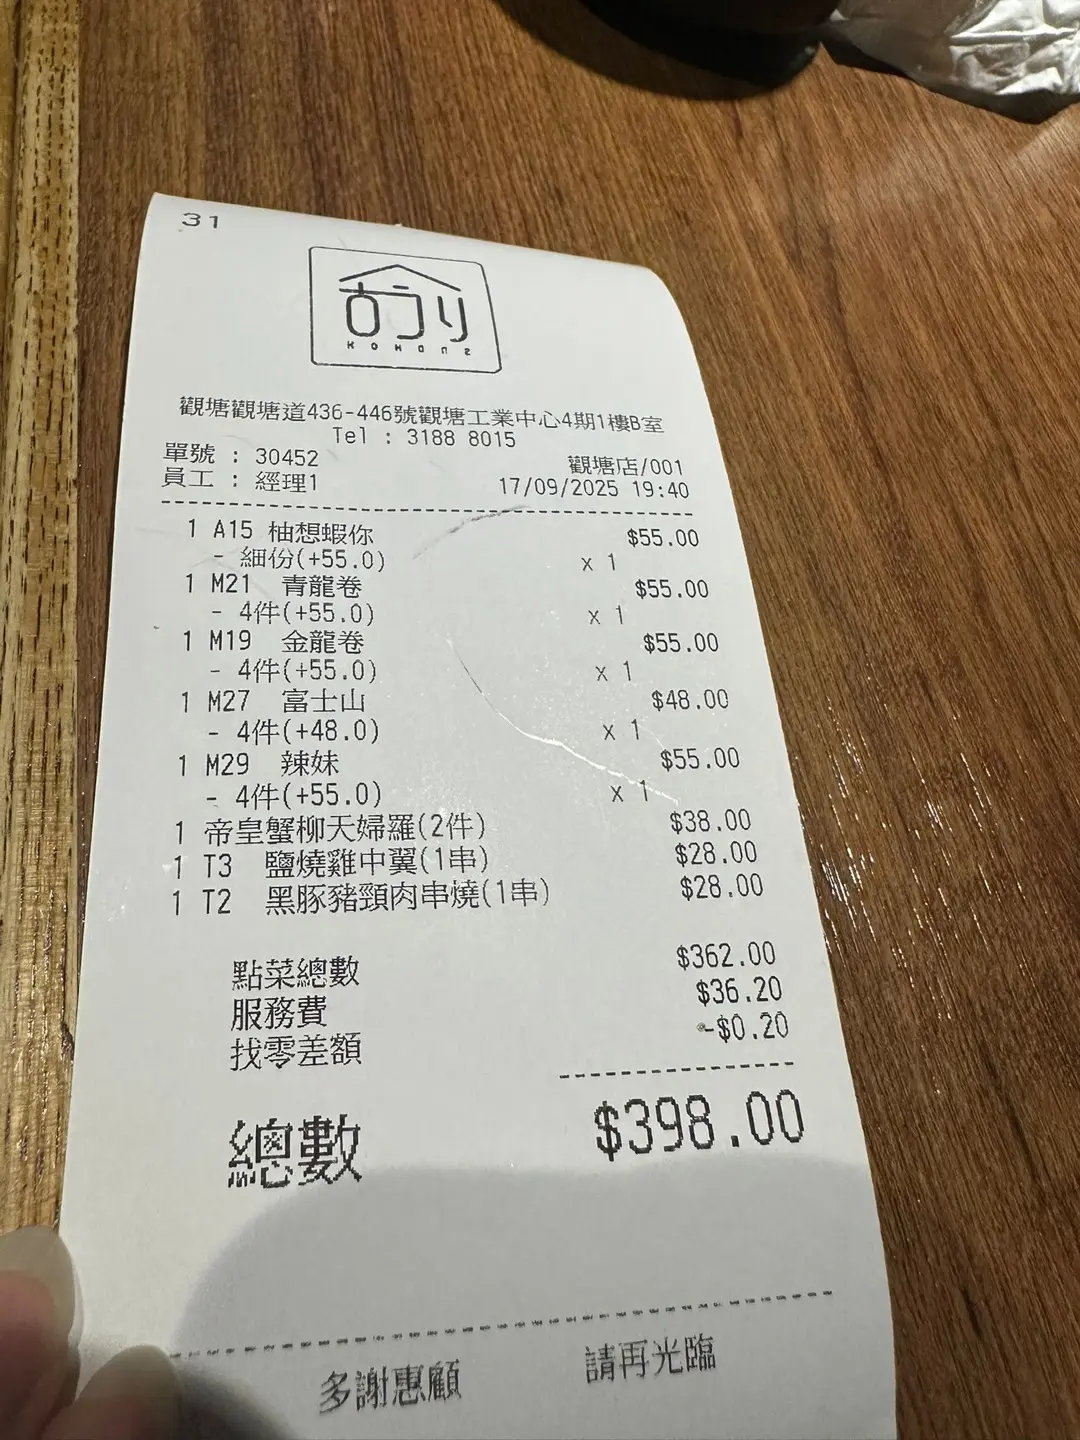 31
KOHANE
觀塘觀塘道436-446號觀塘工業中心4期1樓B室
Tel : 3188 8015
單號 : 30452
觀塘店/001
員工 : 經理1
17/09/2025 19:40
1 A15 柚想蝦你 $55.00
- 細份(+55.0) x 1
1 M21 青龍卷 $55.00
- 4件(+55.0) x 1
1 M19 金龍卷 $55.00
- 4件(+55.0) x 1
1 M27 富士山 $48.00
- 4件(+48.0) x 1
1 M29 辣妹 $55.00
- 4件(+55.0) x 1
1 帝皇蟹柳天婦羅(2件) $38.00
1 T3 鹽燒雞中翼(1串) $28.00
1 T2 黑豚豬頸肉串燒(1串) $28.00
點菜總數 $362.00
服務費 $36.20
找零差額 -$0.20
總數 $398.00
多謝惠顧 請再光臨